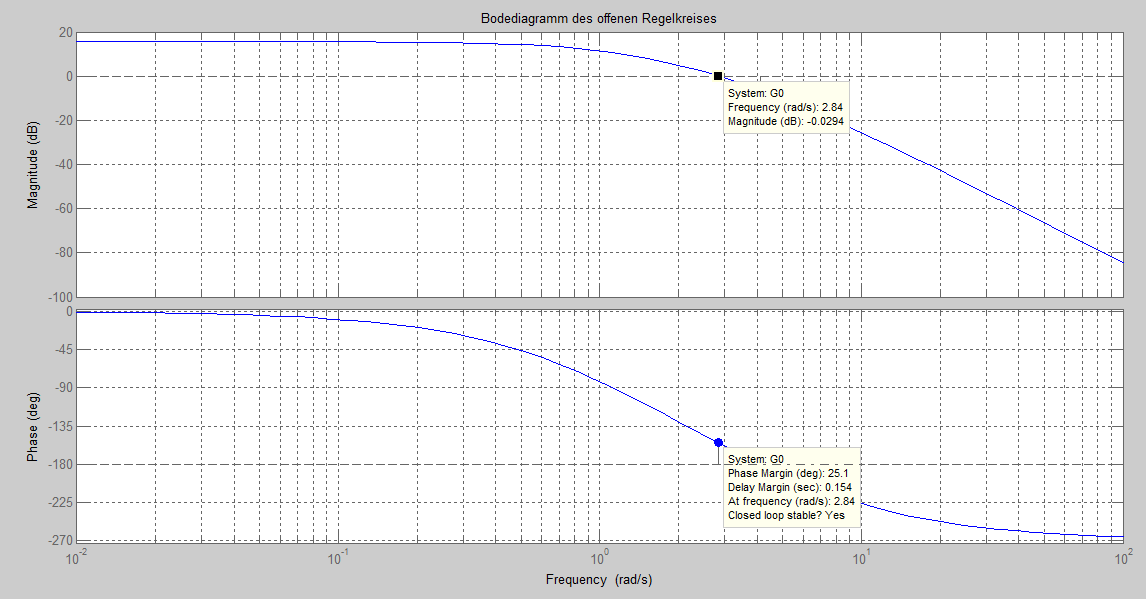 Bodediagramm des offenen Regelkreises
Magnitude (dB)
20
0
-20
-40
-60
-80
-100
System: G0
Frequency (rad/s): 2.84
Magnitude (dB): -0.0294
Phase (deg)
0
-45
-90
-135
-180
-225
-270
System: G0
Phase Margin (deg): 25.1
Delay Margin (sec): 0.154
At frequency (rad/s): 2.84
Closed loop stable? Yes
10^-2 10^-1 10^0 10^1 10^2
Frequency (rad/s)